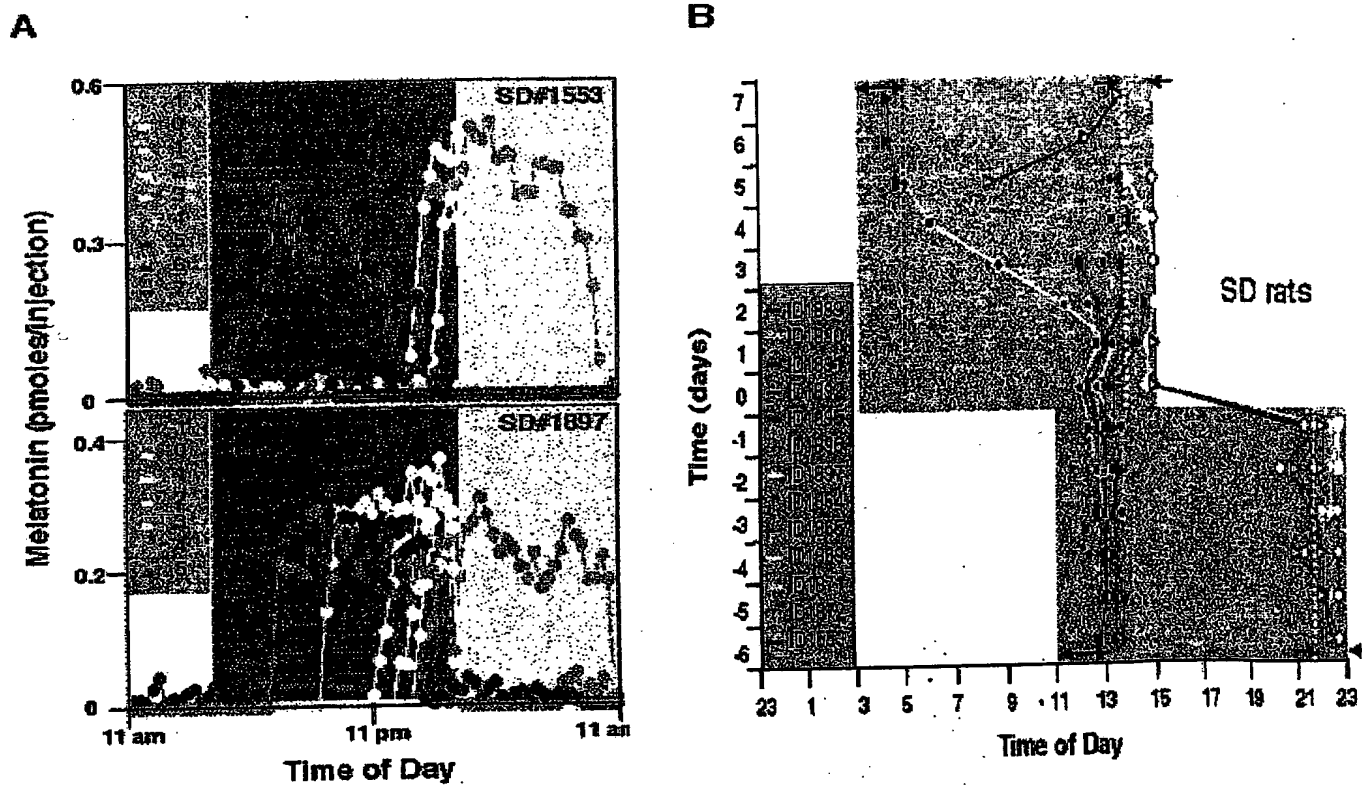 A
0.6
SD#1553
0.3
0
SD#1897
0.4
0.2
0
11 am
11 pm
11 an
Melatonin (pmoles/injection)
Time of Day
B
7
6
5
4
3
2
1
0
-1
-2
-3
-4
-5
-6
Time (days)
SD rats
23 1 3 5 7 9 11 13 15 17 19 21 23
Time of Day